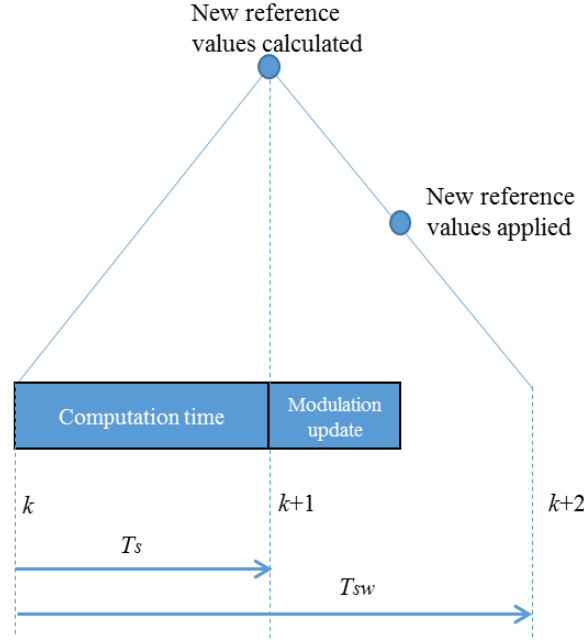 New reference
values calculated
New reference
values applied
Computation time
Modulation
update
k
k+1
k+2
Ts
Tsw